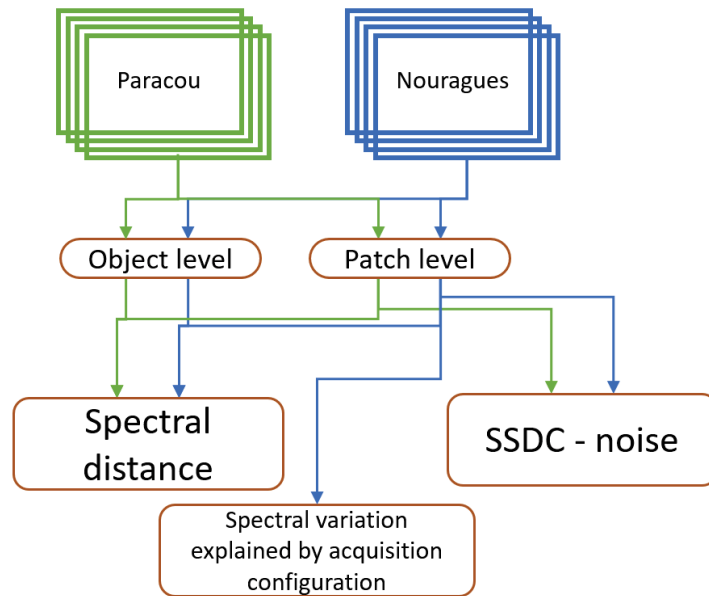 Paracou
Nouragues
Object level
Patch level
Spectral
distance
SSDC - noise
Spectral variation
explained by acquisition
configuration